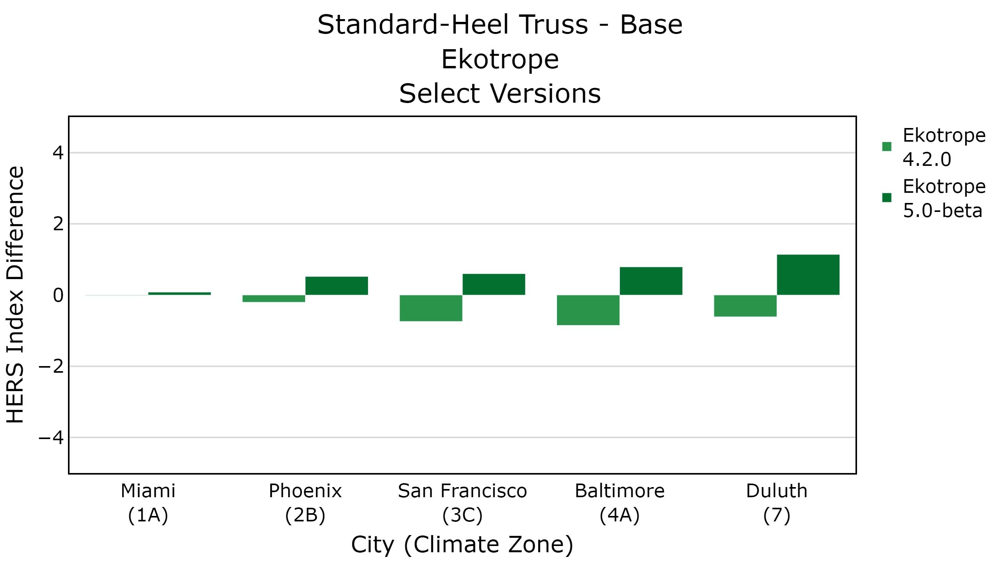 Standard-Heel Truss - Base
Ekotrope
Select Versions
Ekotrope
4.2.0
Ekotrope
5.0-beta
HERS Index Difference
4
2
0
−2
−4
Miami
(1A)
Phoenix
(2B)
San Francisco
(3C)
Baltimore
(4A)
Duluth
(7)
City (Climate Zone)